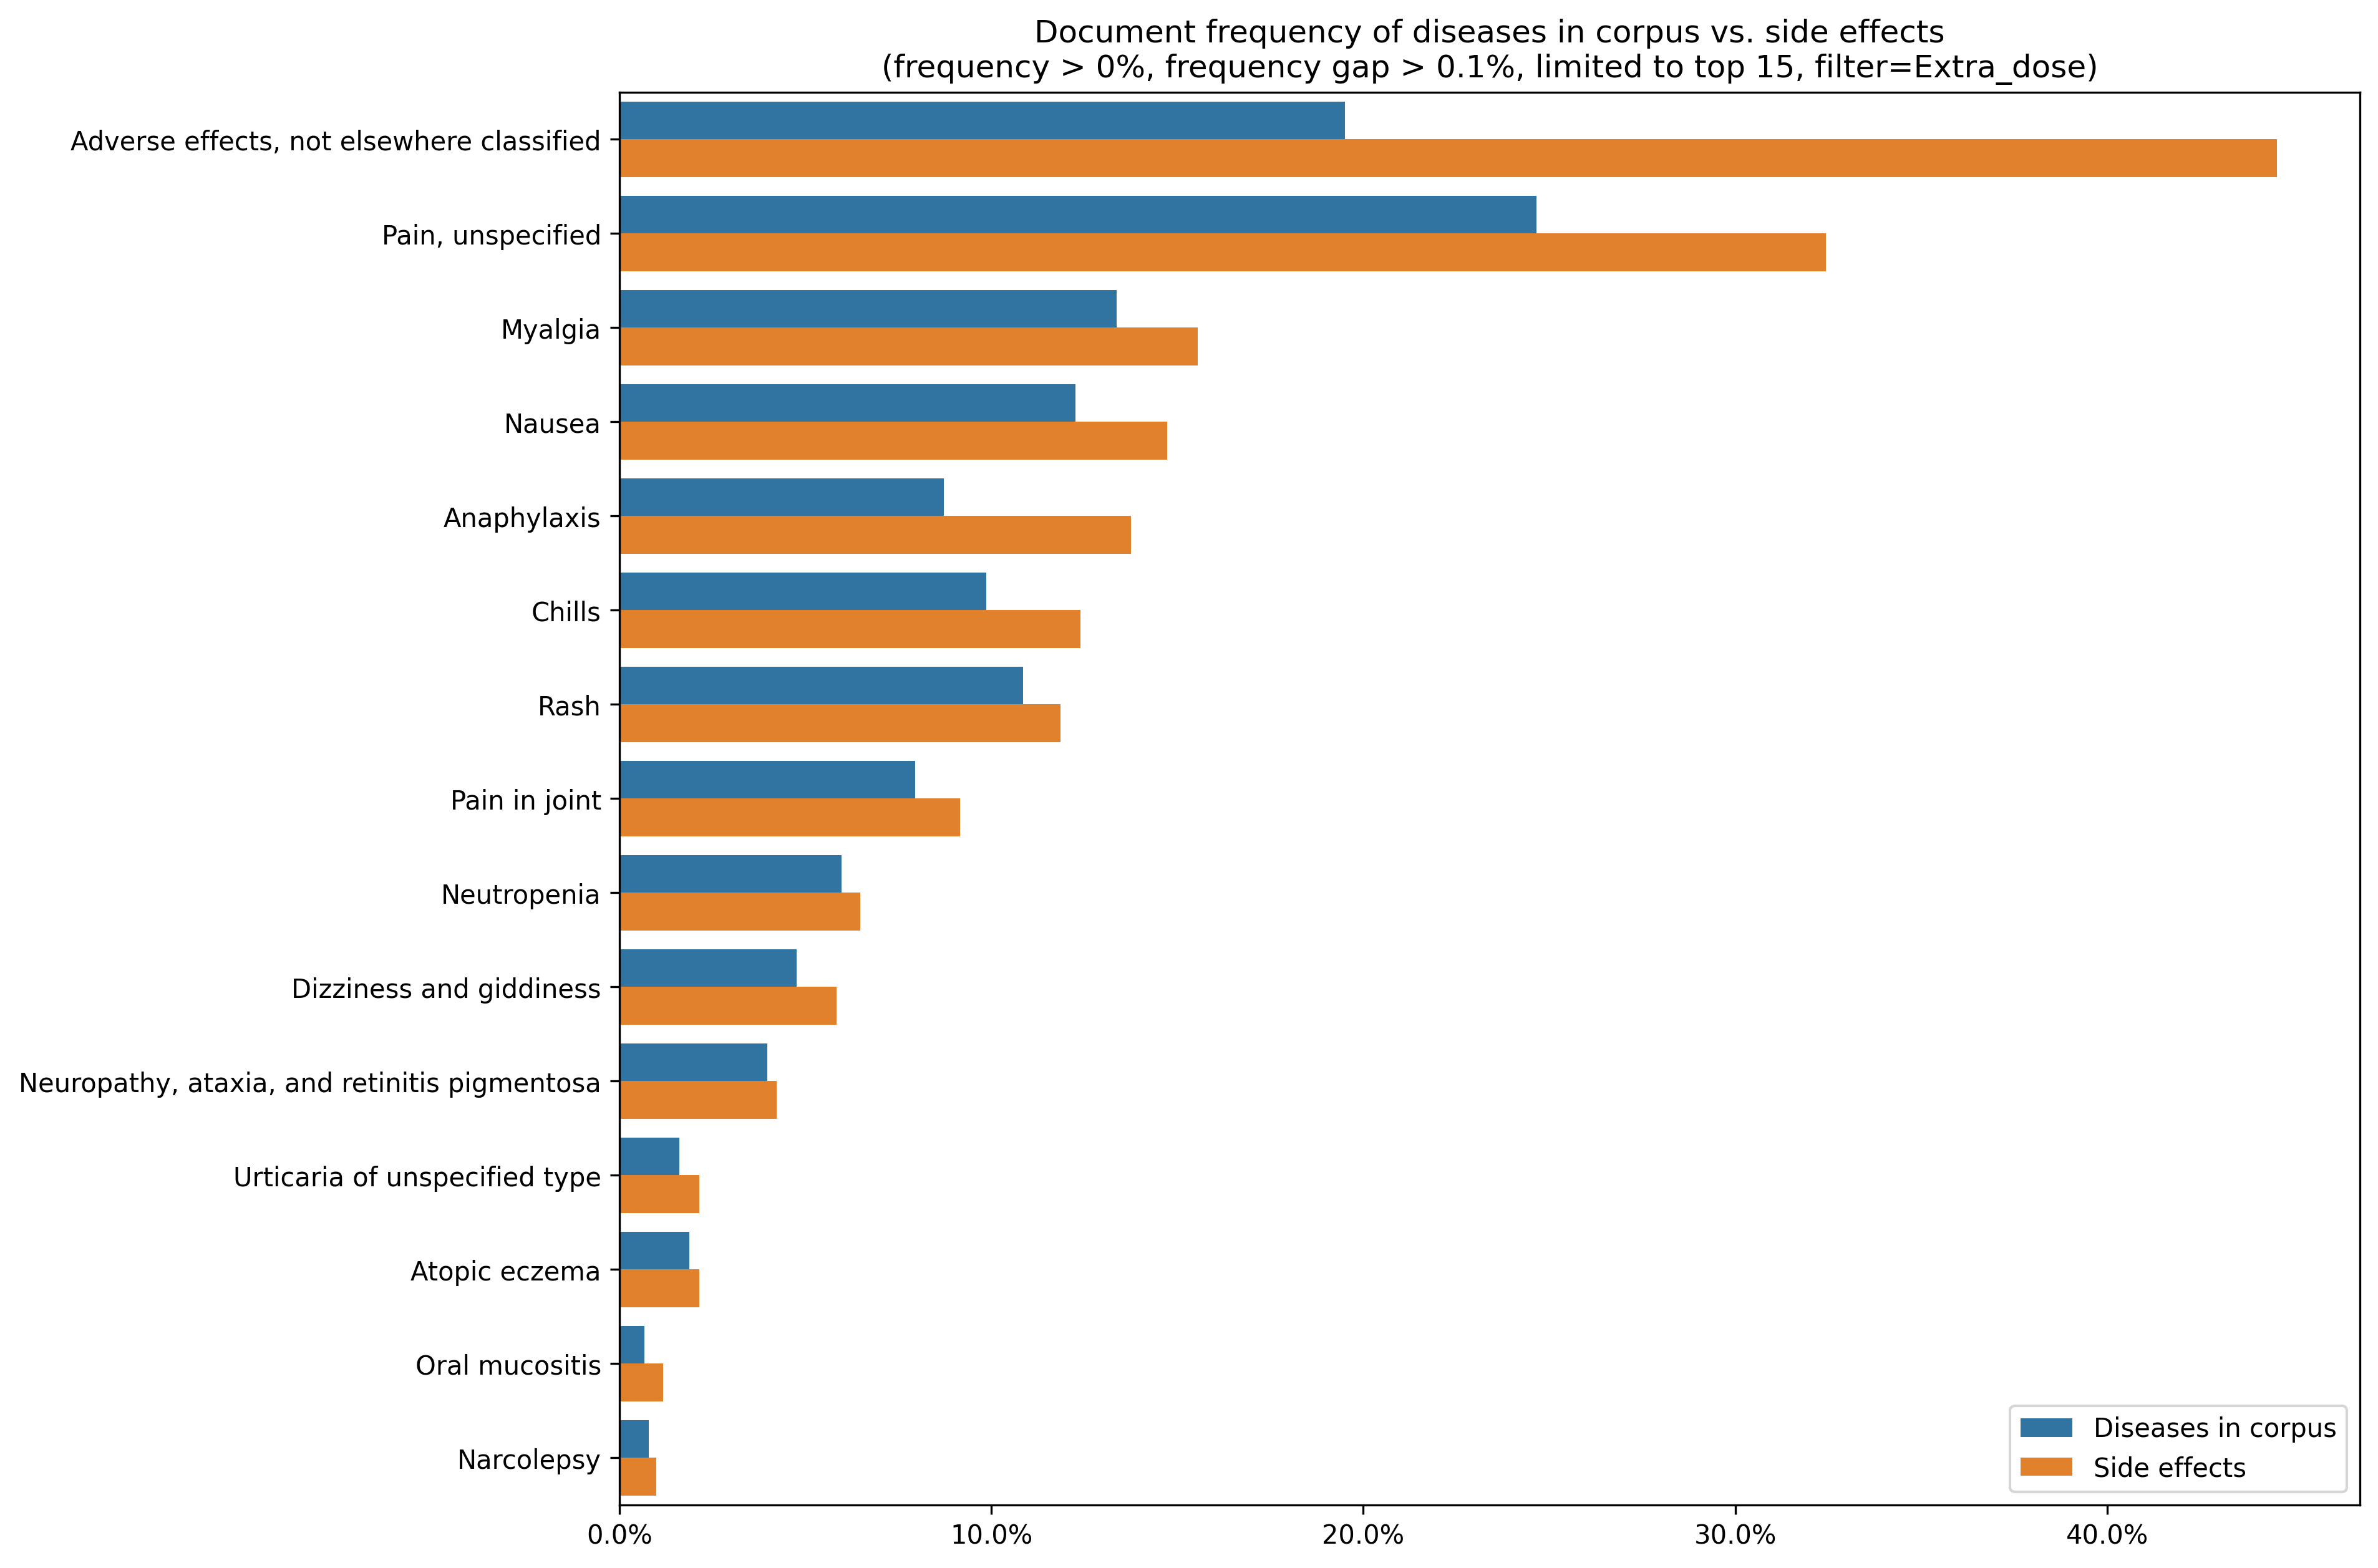 Document frequency of diseases in corpus vs. side effects
(frequency > 0%, frequency gap > 0.1%, limited to top 15, filter=Extra_dose)
Adverse effects, not elsewhere classified
Pain, unspecified
Myalgia
Nausea
Anaphylaxis
Chills
Rash
Pain in joint
Neutropenia
Dizziness and giddiness
Neuropathy, ataxia, and retinitis pigmentosa
Urticaria of unspecified type
Atopic eczema
Oral mucositis
Narcolepsy
Diseases in corpus
Side effects
0.0% 10.0% 20.0% 30.0% 40.0%